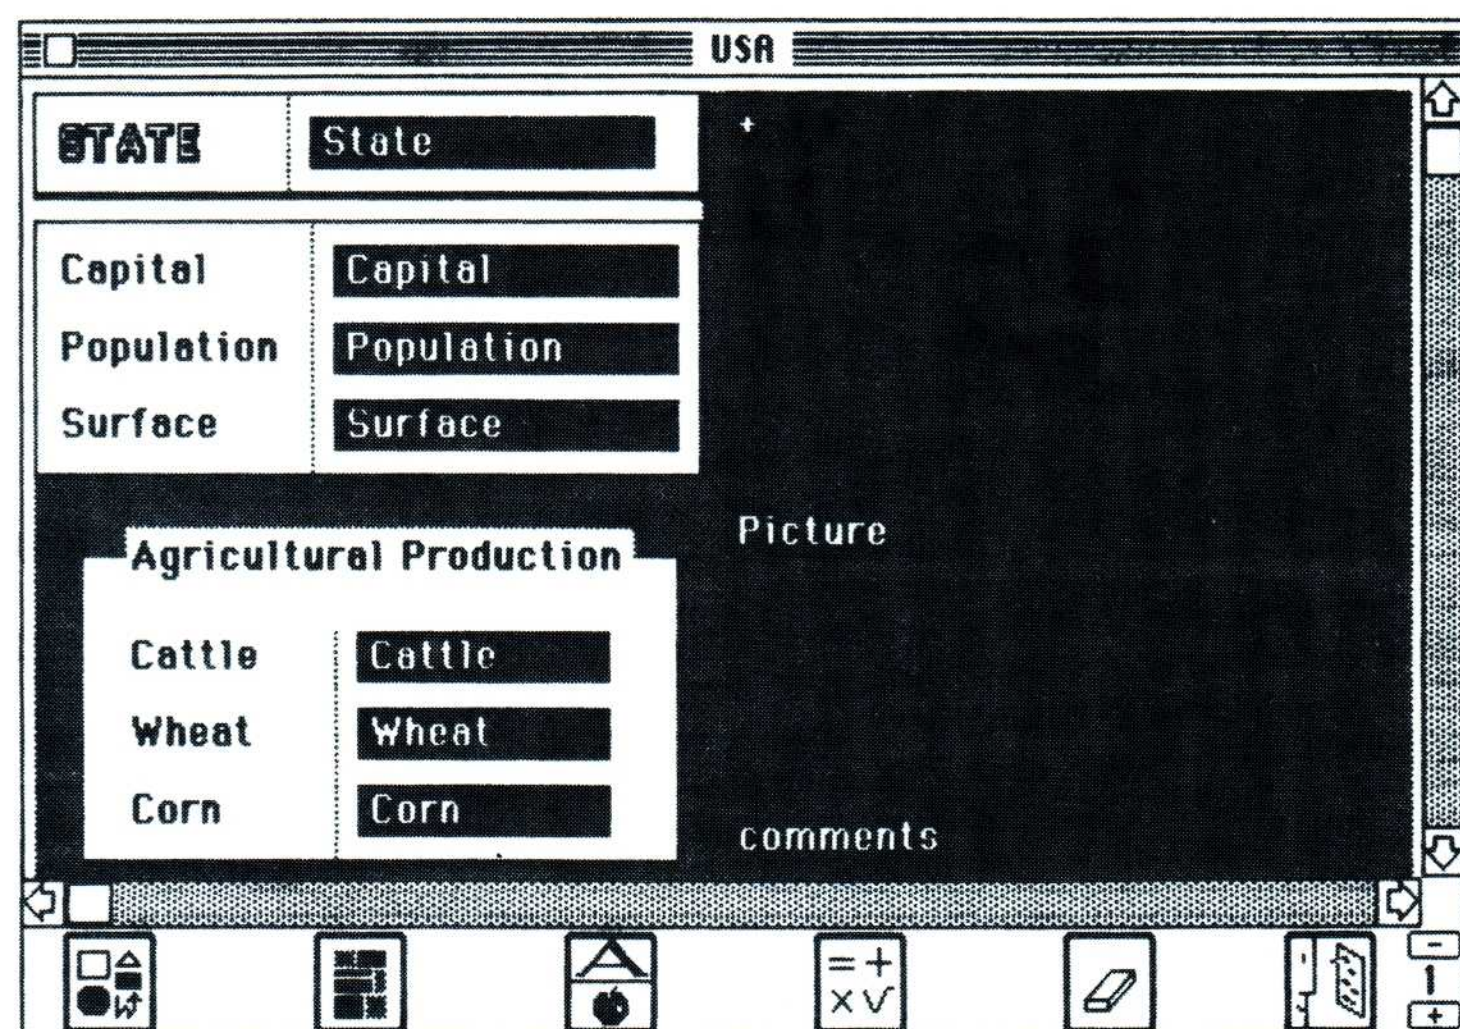 USA
STATE State
Capital Capital
Population Population
Surface Surface
Agricultural Production
Cattle Cattle
Wheat Wheat
Corn Corn
Picture
comments
A
= +
× √
-
1
+